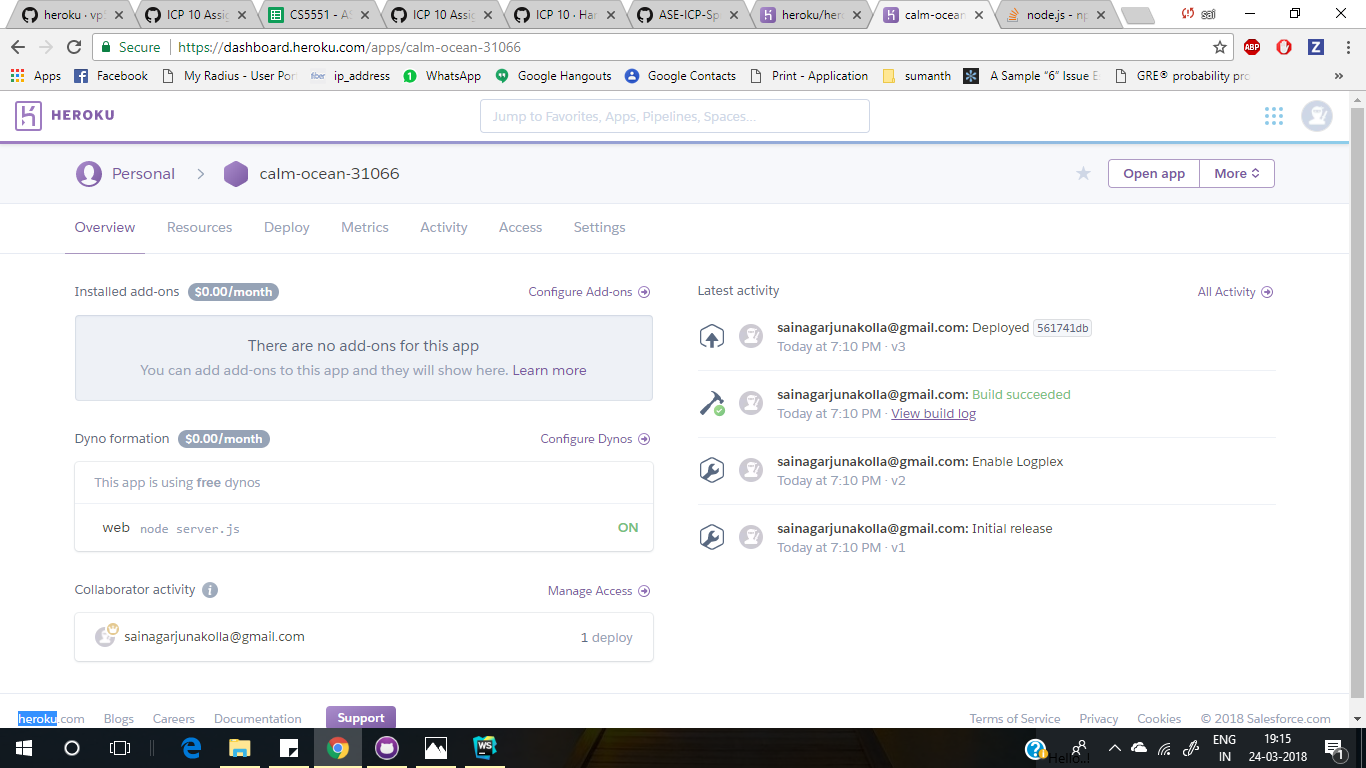 heroku · vp5 ICP 10 Assig CS5551 - AS ICP 10 Assig ICP 10 · Har ASE-ICP-Sp heroku/her calm-ocean node.js - np sai
Secure https://dashboard.heroku.com/apps/calm-ocean-31066 ABP Z
Apps Facebook My Radius - User Por fiber ip_address 1 WhatsApp Google Hangouts Google Contacts Print - Application sumanth A Sample “6” Issue E GRE® probability pro »
HEROKU Jump to Favorites, Apps, Pipelines, Spaces...
Personal > calm-ocean-31066 Open app More
Overview Resources Deploy Metrics Activity Access Settings
Installed add-ons $0.00/month Configure Add-ons
There are no add-ons for this app
You can add add-ons to this app and they will show here. Learn more
Dyno formation $0.00/month Configure Dynos
This app is using free dynos
web node server.js ON
Collaborator activity i Manage Access
sainagarjunakolla@gmail.com 1 deploy
Latest activity All Activity
sainagarjunakolla@gmail.com: Deployed 561741db
Today at 7:10 PM · v3
sainagarjunakolla@gmail.com: Build succeeded
Today at 7:10 PM · View build log
sainagarjunakolla@gmail.com: Enable Logplex
Today at 7:10 PM · v2
sainagarjunakolla@gmail.com: Initial release
Today at 7:10 PM · v1
heroku.com Blogs Careers Documentation Support Terms of Service Privacy Cookies © 2018 Salesforce.com
WS Hello..! ENG 19:15
IN 24-03-2018 1